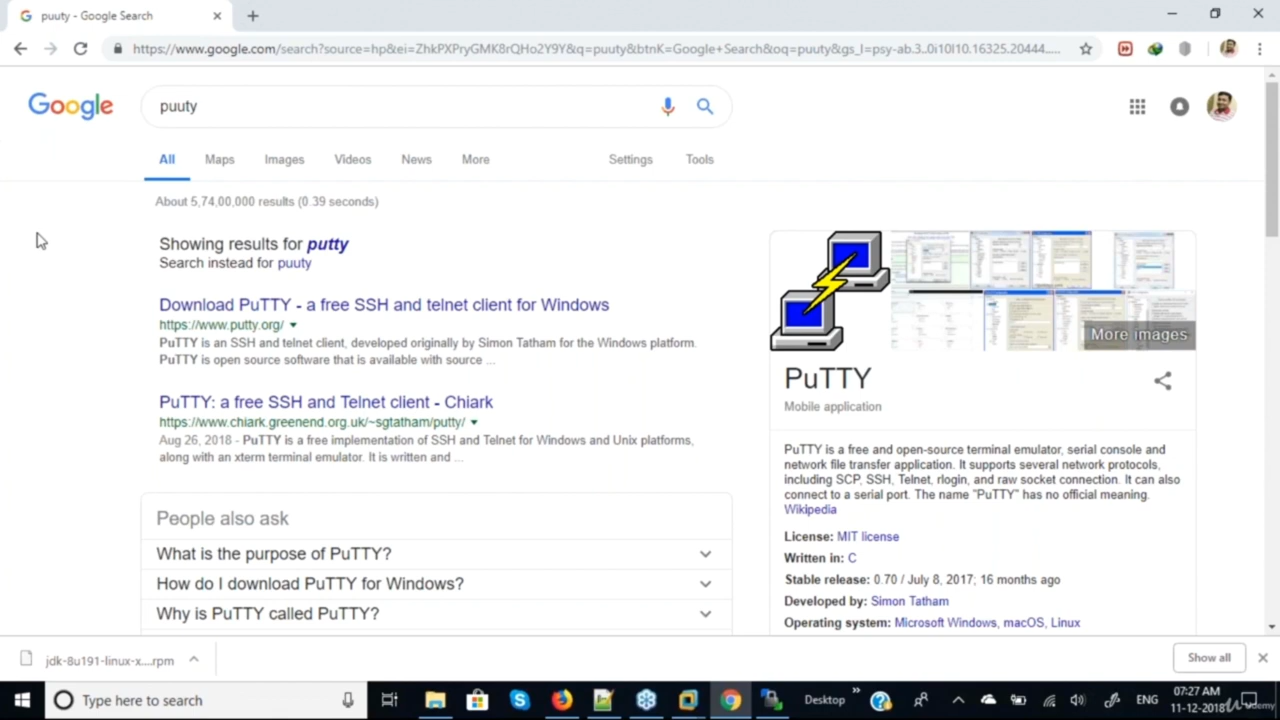 puuty - Google Search
https://www.google.com/search?source=hp&ei=ZhkPXPryGMK8rQHo2Y9Y&q=puuty&btnK=Google+Search&oq=puuty&gs_l=psy-ab.3..0i10l10.16325.20444.....
Google
puuty
All Maps Images Videos News More Settings Tools
About 5,74,00,000 results (0.39 seconds)
Showing results for putty
Search instead for puuty
Download PuTTY - a free SSH and telnet client for Windows
https://www.putty.org/
PuTTY is an SSH and telnet client, developed originally by Simon Tatham for the Windows platform.
PuTTY is open source software that is available with source ...
PuTTY: a free SSH and Telnet client - Chiark
https://www.chiark.greenend.org.uk/~sgtatham/putty/
Aug 26, 2018 - PuTTY is a free implementation of SSH and Telnet for Windows and Unix platforms,
along with an xterm terminal emulator. It is written and ...
People also ask
What is the purpose of PuTTY?
How do I download PuTTY for Windows?
Why is PuTTY called PuTTY?
More images
PuTTY
Mobile application
PuTTY is a free and open-source terminal emulator, serial console and
network file transfer application. It supports several network protocols,
including SCP, SSH, Telnet, rlogin, and raw socket connection. It can also
connect to a serial port. The name "PuTTY" has no official meaning.
Wikipedia
License: MIT license
Written in: C
Stable release: 0.70 / July 8, 2017; 16 months ago
Developed by: Simon Tatham
Operating system: Microsoft Windows, macOS, Linux
jdk-8u191-linux-x....rpm
Show all
Type here to search
Desktop
ENG
07:27 AM
11-12-2018
Udemy